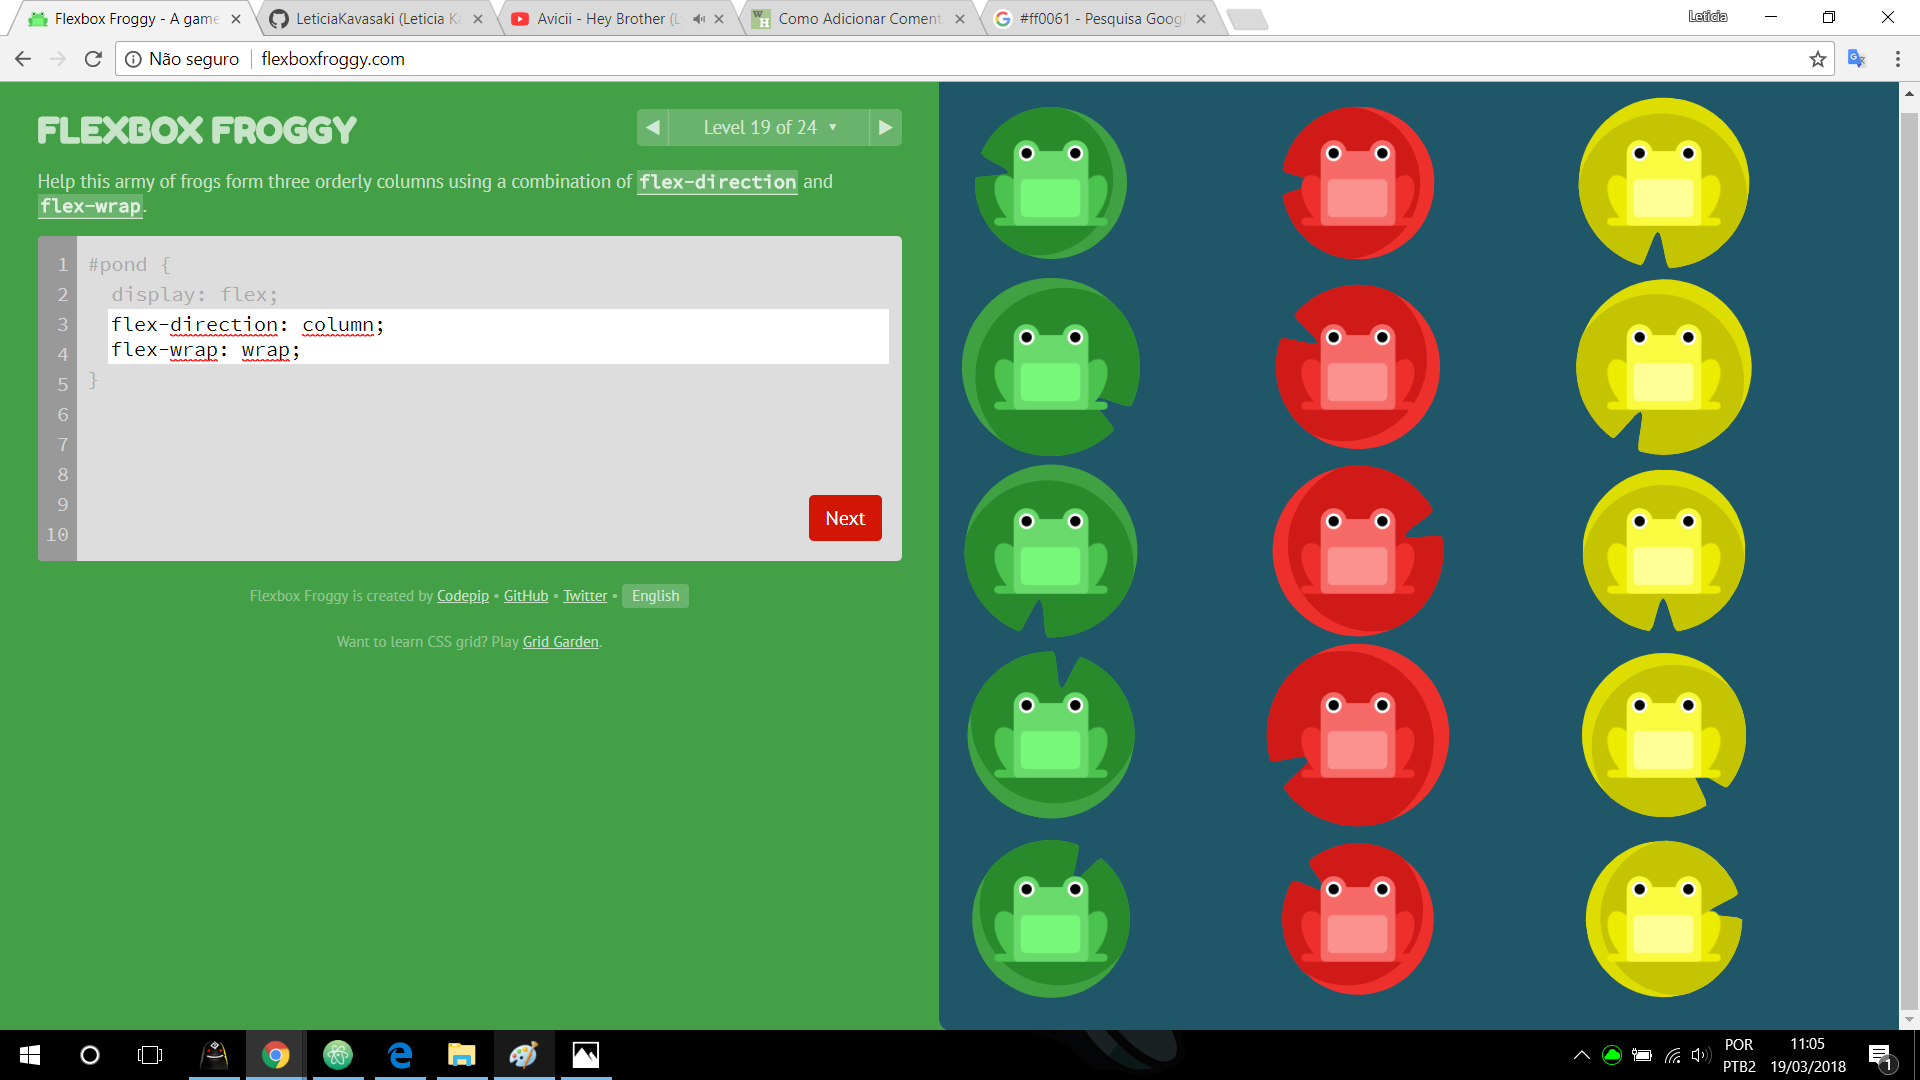 Flexbox Froggy - A game
LeticiaKavasaki (Leticia K
Avicii - Hey Brother (L
Como Adicionar Coment
#ff0061 - Pesquisa Goog
Leticia
Não seguro
flexboxfroggy.com
FLEXBOX FROGGY
Level 19 of 24
Help this army of frogs form three orderly columns using a combination of flex-direction and
flex-wrap.
1 #pond {
2 display: flex;
3 flex-direction: column;
4 flex-wrap: wrap;
5 }
6
7
8
9
10
Next
Flexbox Froggy is created by Codepip • GitHub • Twitter • English
Want to learn CSS grid? Play Grid Garden.
POR
PTB2
11:05
19/03/2018
1